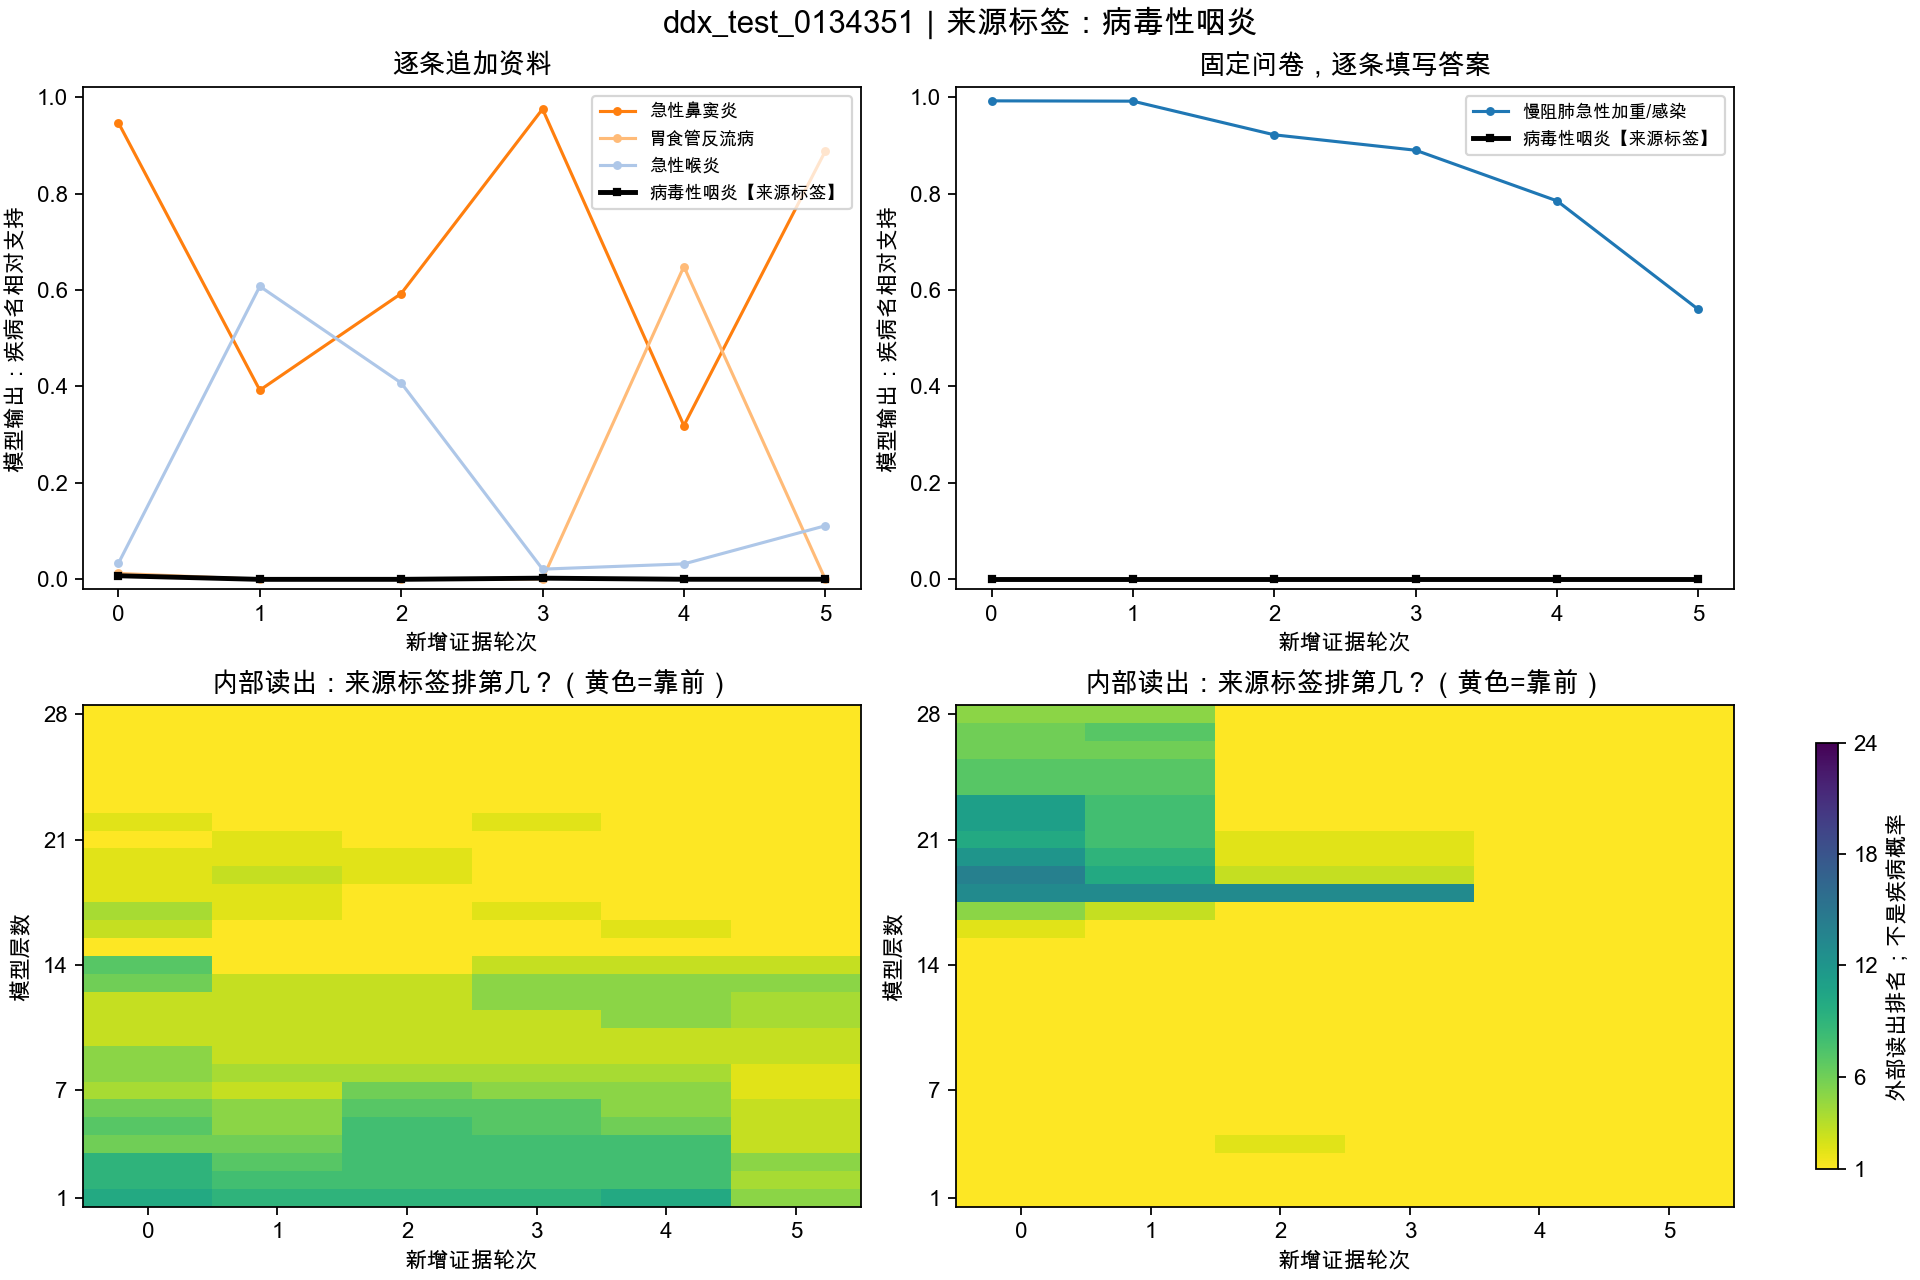 ddx_test_0134351 | 来源标签：病毒性咽炎
逐条追加资料
模型输出：疾病名相对支持
1.0
0.8
0.6
0.4
0.2
0.0
急性鼻窦炎
胃食管反流病
急性喉炎
病毒性咽炎【来源标签】
0 1 2 3 4 5
新增证据轮次
固定问卷，逐条填写答案
模型输出：疾病名相对支持
1.0
0.8
0.6
0.4
0.2
0.0
慢阻肺急性加重/感染
病毒性咽炎【来源标签】
0 1 2 3 4 5
新增证据轮次
内部读出：来源标签排第几？（黄色=靠前）
模型层数
28
21
14
7
1
0 1 2 3 4 5
新增证据轮次
内部读出：来源标签排第几？（黄色=靠前）
模型层数
28
21
14
7
1
0 1 2 3 4 5
新增证据轮次
24
18
12
6
1
外部读出排名；不是疾病概率